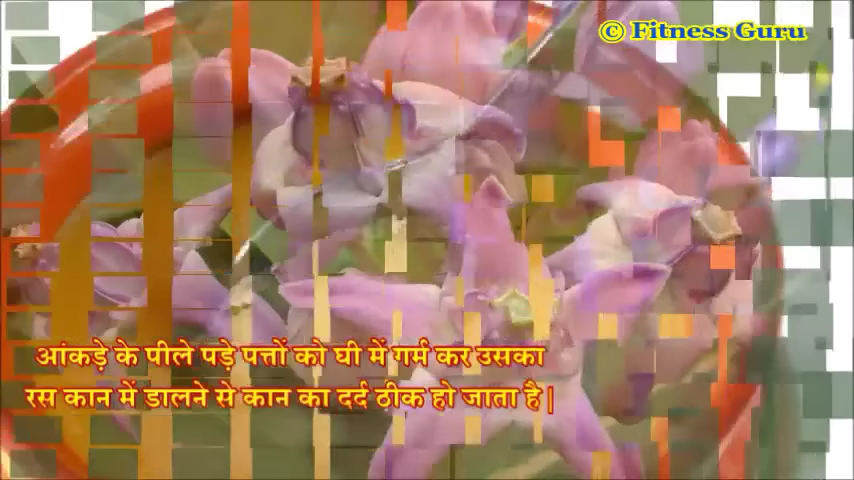 © Fitness Guru
आंकड़े के पीले पड़े पत्तों को घी में गर्म कर उसका
रस कान में डालने से कान का दर्द ठीक हो जाता है |